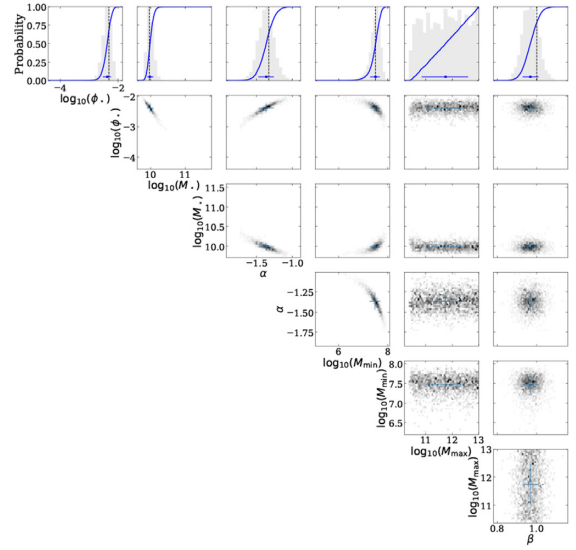 1.00
0.75
0.50
0.25
0.00
Probability
−4
−2
log₁₀(ϕ⋆)
−2
−3
−4
log₁₀(ϕ⋆)
10
11
log₁₀(M⋆)
11.5
11.0
10.5
10.0
log₁₀(M⋆)
−1.5
−1.0
α
−1.25
−1.50
−1.75
α
6
8
log₁₀(Mmin)
8.0
7.5
7.0
6.5
log₁₀(Mmin)
11
12
13
log₁₀(Mmax)
13
12
11
log₁₀(Mmax)
0.8
1.0
β